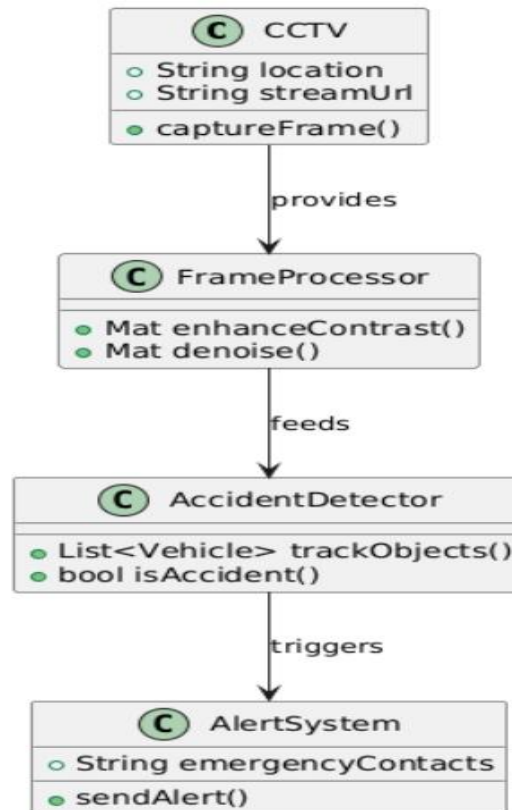 C CCTV
String location
String streamUrl
captureFrame()
provides
C FrameProcessor
Mat enhanceContrast()
Mat denoise()
feeds
C AccidentDetector
List<Vehicle> trackObjects()
bool isAccident()
triggers
C AlertSystem
String emergencyContacts
sendAlert()